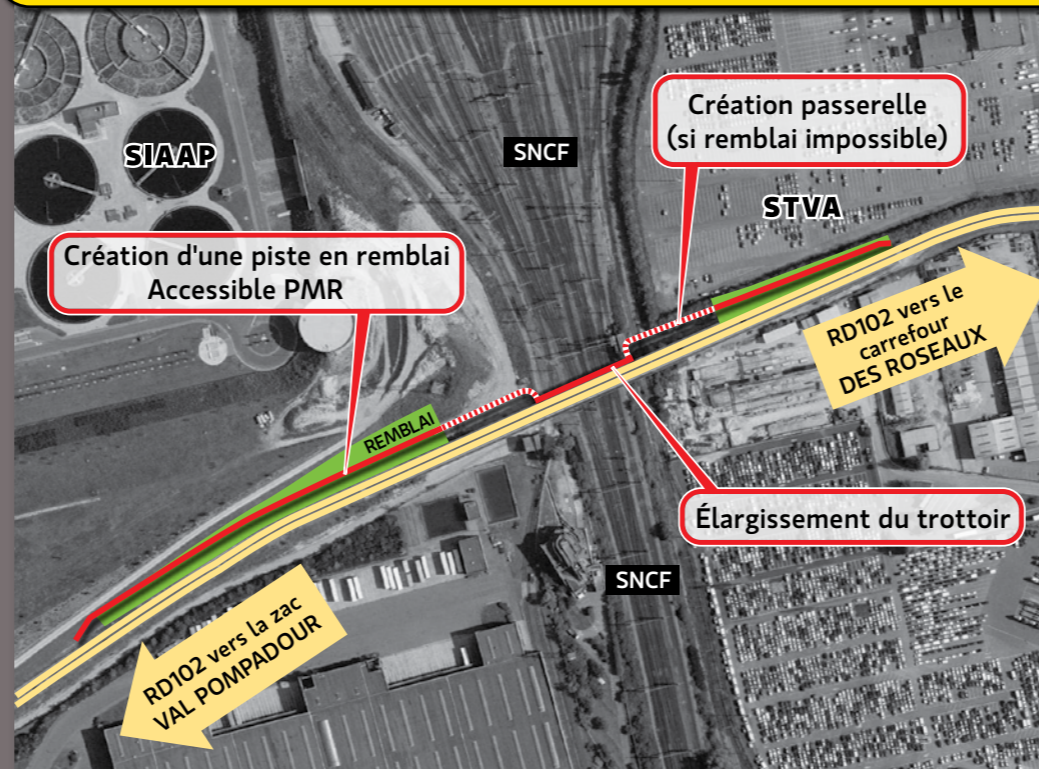 SIAAP
SNCF
Création passerelle
(si remblai impossible)
STVA
Création d'une piste en remblai
Accessible PMR
RD102 vers le
carrefour
DES ROSEAUX
REMBLAI
Élargissement du trottoir
SNCF
RD102 vers la zac
VAL POMPADOUR